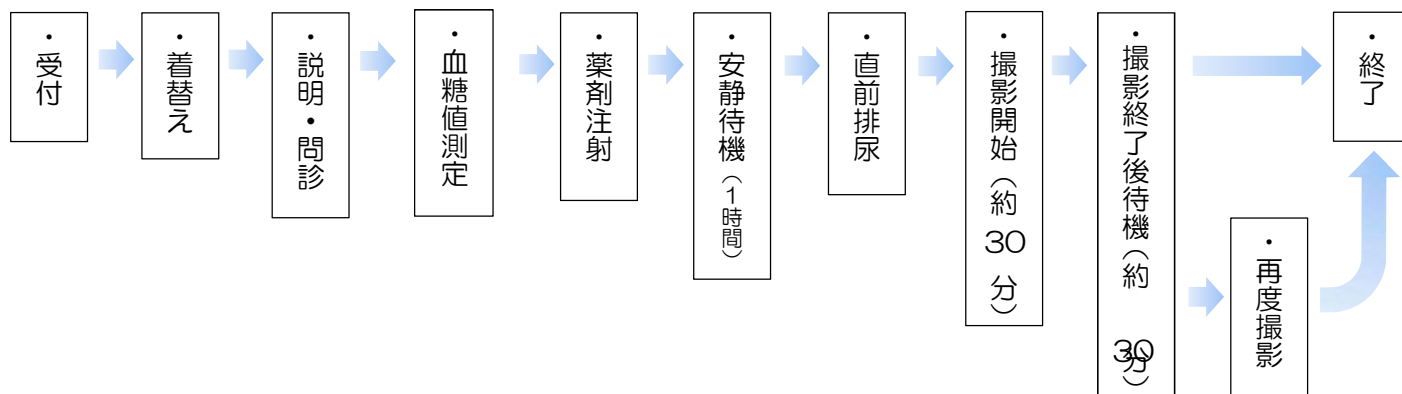 ・受付
・着替え
・説明・問診
・血糖値測定
・薬剤注射
・安静待機（1時間）
・直前排尿
・撮影開始（約30分）
・撮影終了後待機（約30分）
・再度撮影
・終了